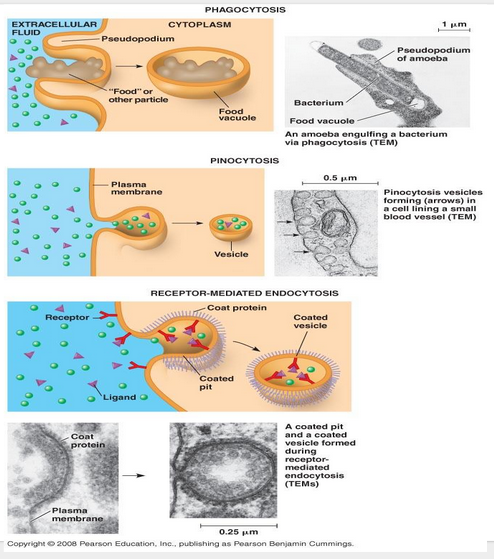 PHAGOCYTOSIS
EXTRACELLULAR
FLUID
CYTOPLASM
Pseudopodium
"Food" or
other particle
Food
vacuole
1 µm
Pseudopodium
of amoeba
Bacterium
Food vacuole
An amoeba engulfing a bacterium
via phagocytosis (TEM)
PINOCYTOSIS
Plasma
membrane
Vesicle
0.5 µm
Pinocytosis vesicles
forming (arrows) in
a cell lining a small
blood vessel (TEM)
RECEPTOR-MEDIATED ENDOCYTOSIS
Receptor
Coat protein
Coated
vesicle
Coated
pit
Ligand
Coat
protein
Plasma
membrane
0.25 µm
A coated pit
and a coated
vesicle formed
during
receptor-
mediated
endocytosis
(TEMs)
Copyright © 2008 Pearson Education, Inc., publishing as Pearson Benjamin Cummings.